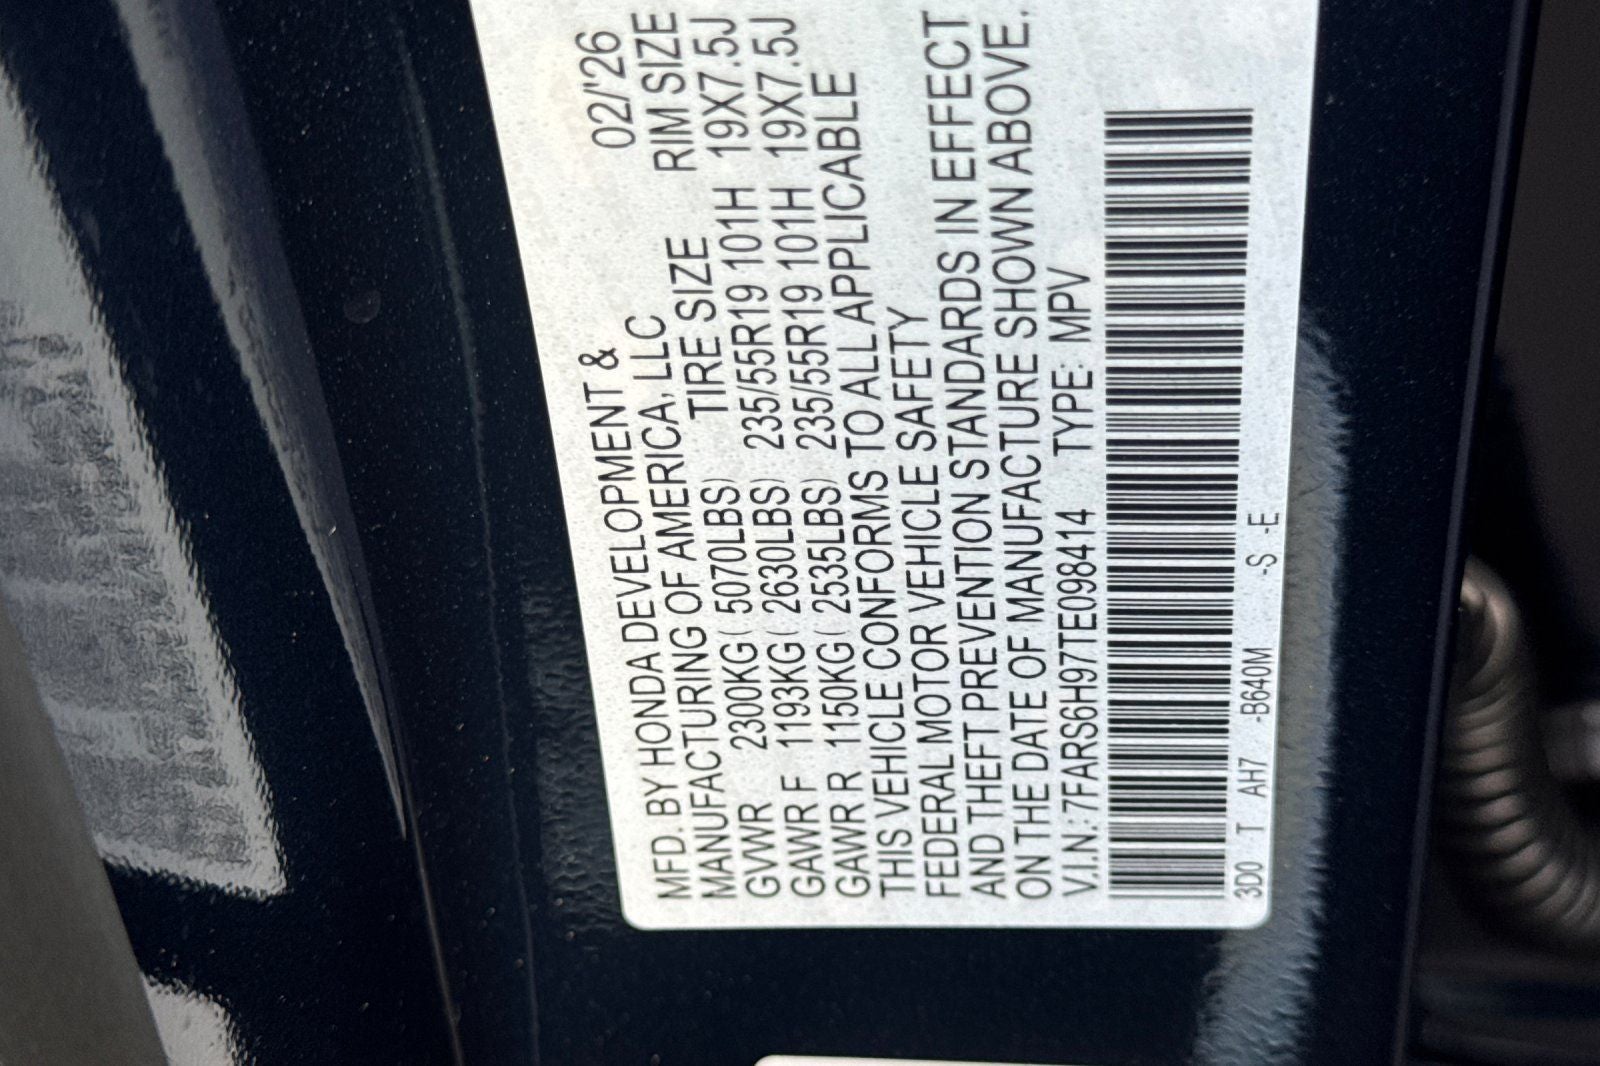 MFD. BY HONDA DEVELOPMENT & 02/'26
MANUFACTURING OF AMERICA, LLC RIM SIZE
TIRE SIZE
GVWR 2300KG( 5070LBS) 235/55R19 101H 19X7.5J
GAWR F 1193KG( 2630LBS) 235/55R19 101H 19X7.5J
GAWR R 1150KG( 2535LBS)
THIS VEHICLE CONFORMS TO ALL APPLICABLE
FEDERAL MOTOR VEHICLE SAFETY
AND THEFT PREVENTION STANDARDS IN EFFECT
ON THE DATE OF MANUFACTURE SHOWN ABOVE.
V.I.N.: 7FARS6H97TE098414 TYPE: MPV
3D0 T AH7 -B640M -S -E